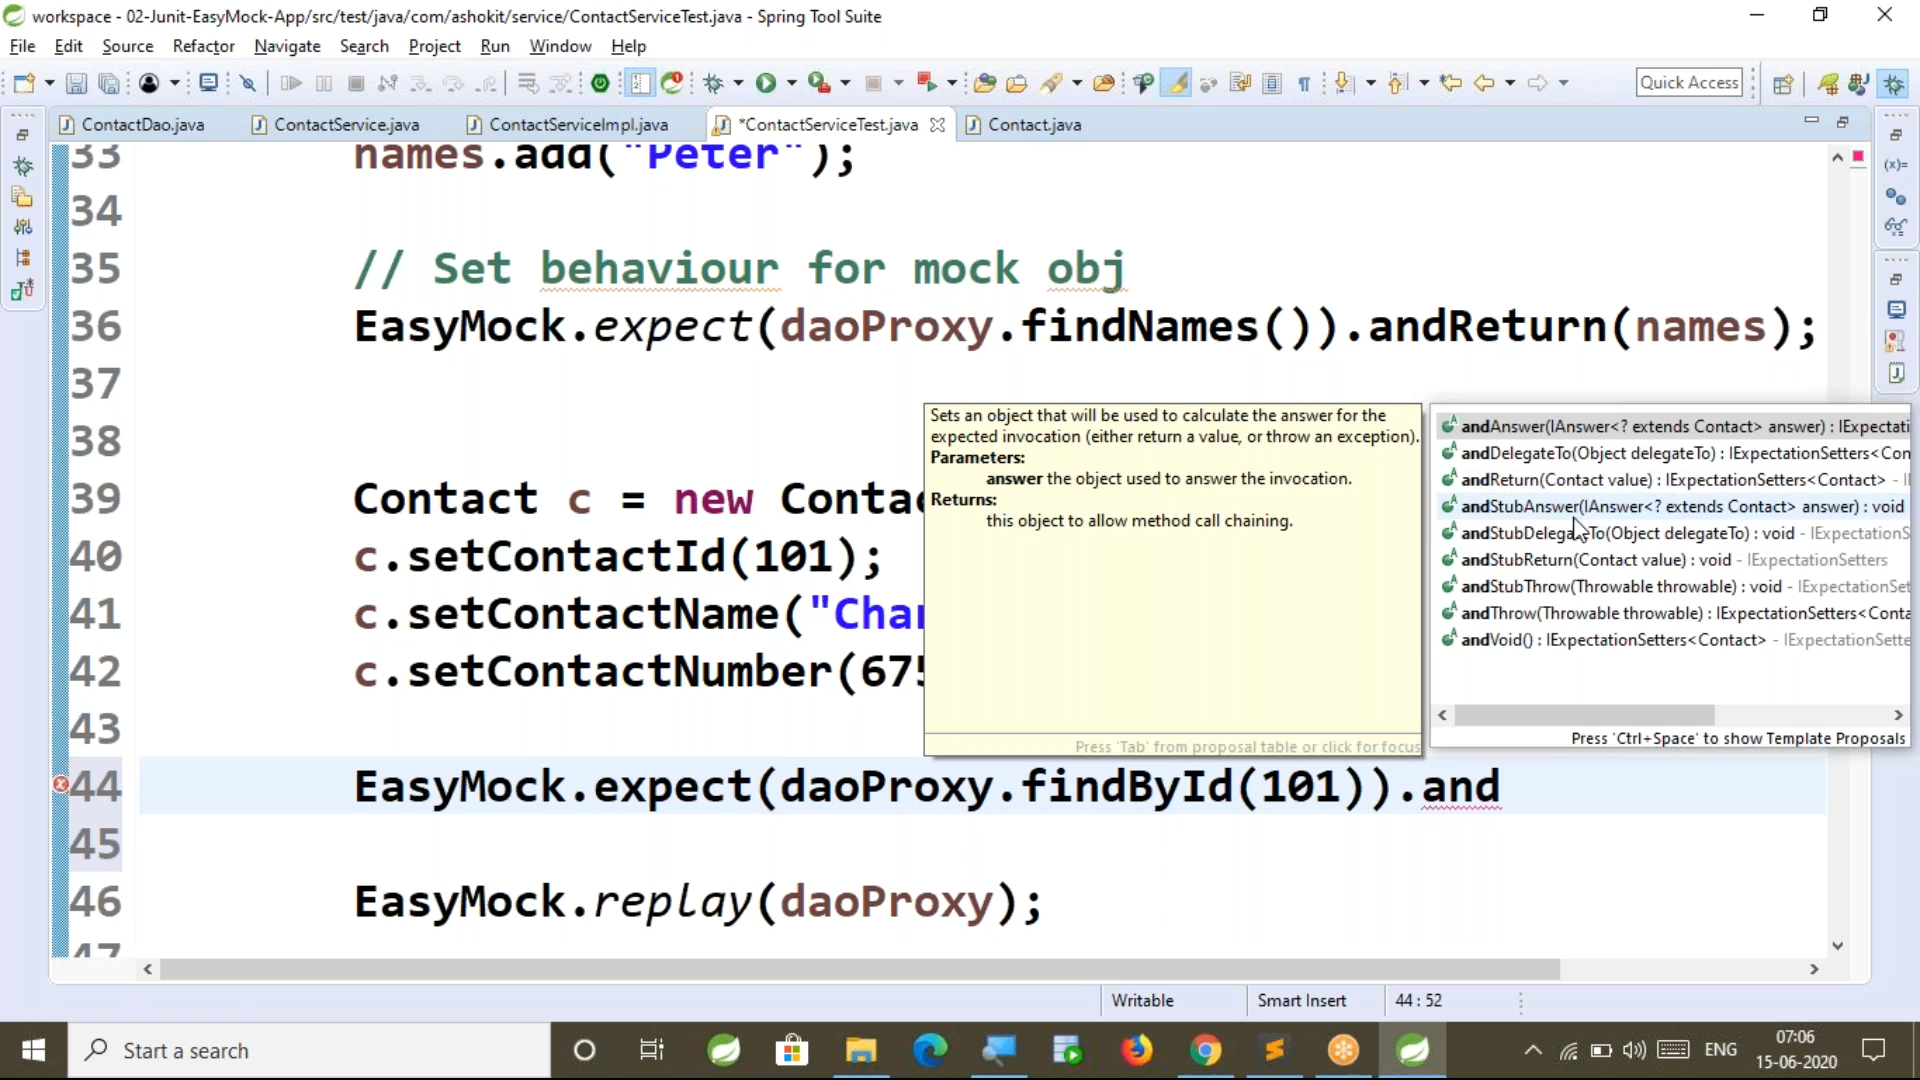 workspace - 02-Junit-EasyMock-App/src/test/java/com/ashokit/service/ContactServiceTest.java - Spring Tool Suite
File Edit Source Refactor Navigate Search Project Run Window Help
Quick Access
ContactDao.java ContactService.java ContactServiceImpl.java *ContactServiceTest.java Contact.java
33 names.add("Peter");
34
35 // Set behaviour for mock obj
36 EasyMock.expect(daoProxy.findNames()).andReturn(names);
37
38
39 Contact c = new Contac
40 c.setContactId(101);
41 c.setContactName("Char
42 c.setContactNumber(675
43
44 EasyMock.expect(daoProxy.findById(101)).and
45
46 EasyMock.replay(daoProxy);
47
Sets an object that will be used to calculate the answer for the
expected invocation (either return a value, or throw an exception).
Parameters:
answer the object used to answer the invocation.
Returns:
this object to allow method call chaining.
Press 'Tab' from proposal table or click for focus
andAnswer(IAnswer<? extends Contact> answer) : IExpectati
andDelegateTo(Object delegateTo) : IExpectationSetters<Con
andReturn(Contact value) : IExpectationSetters<Contact> - I
andStubAnswer(IAnswer<? extends Contact> answer) : void
andStubDelegateTo(Object delegateTo) : void - IExpectationS
andStubReturn(Contact value) : void - IExpectationSetters
andStubThrow(Throwable throwable) : void - IExpectationSet
andThrow(Throwable throwable) : IExpectationSetters<Conta
andVoid() : IExpectationSetters<Contact> - IExpectationSette
Press 'Ctrl+Space' to show Template Proposals
Writable Smart Insert 44 : 52
Start a search
ENG
07:06
15-06-2020